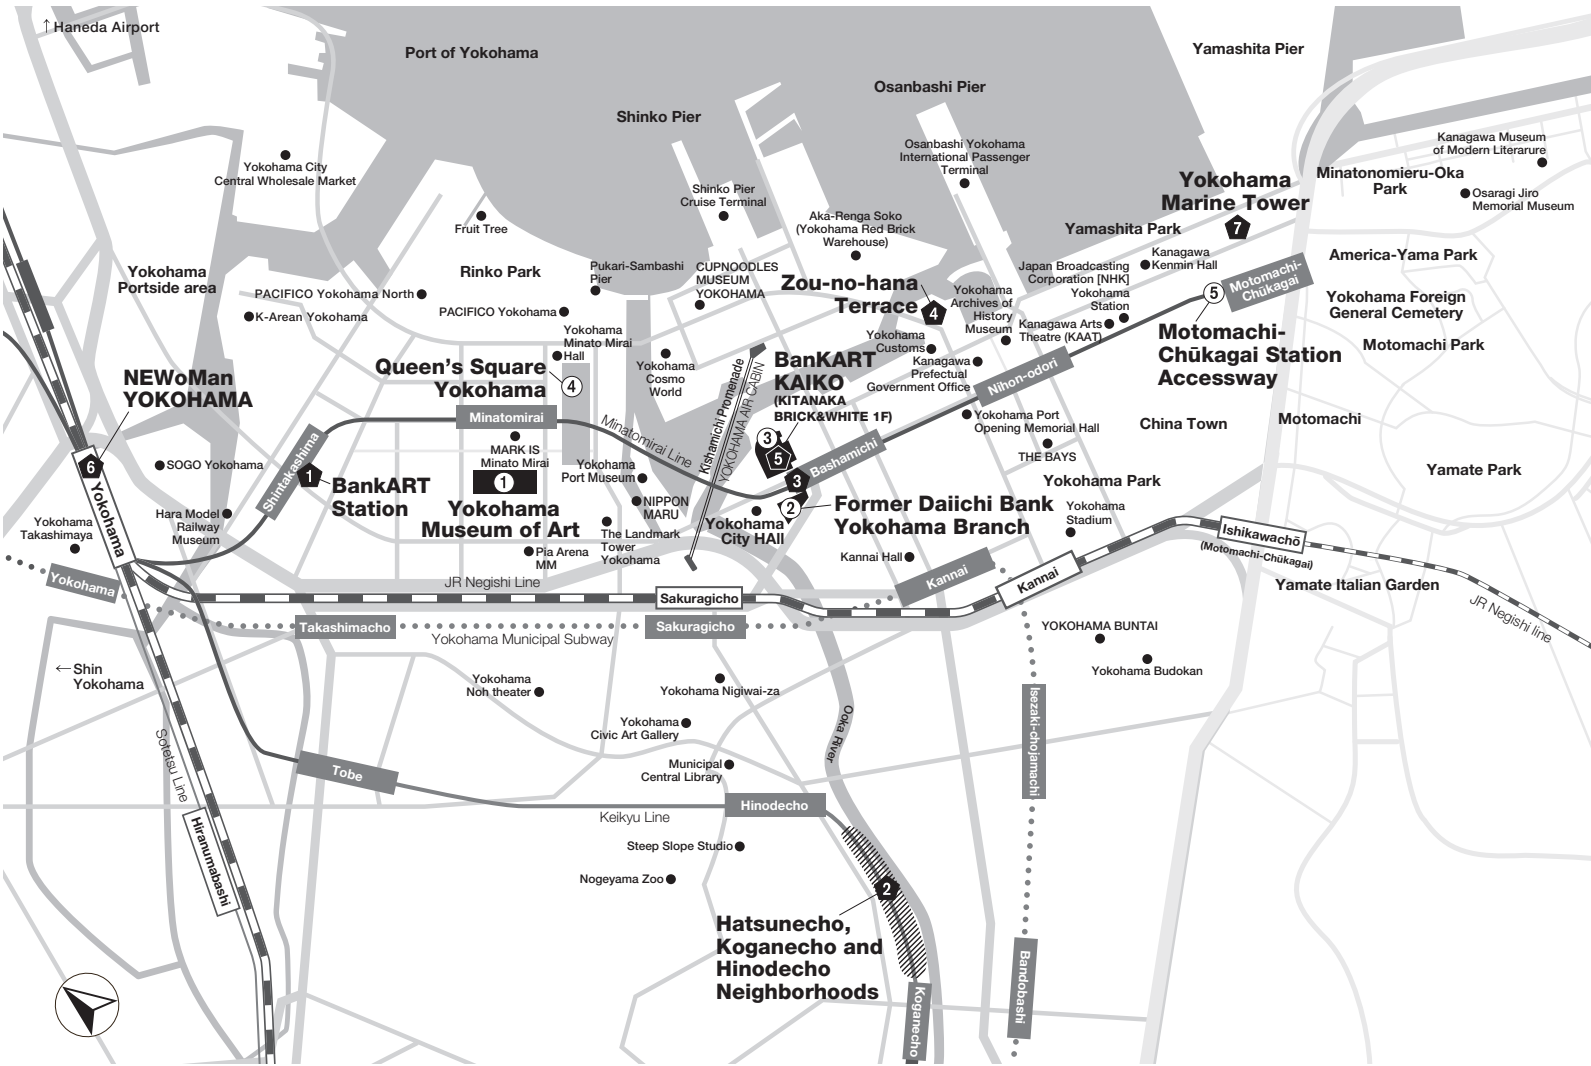 ↑ Haneda Airport
Port of Yokohama
Yamashita Pier
Osanbashi Pier
Shinko Pier
Yokohama City
Central Wholesale Market
Osanbashi Yokohama
International Passenger
Terminal
Kanagawa Museum
of Modern Literarure
Minatonomieru-Oka
Park
Osaragi Jiro
Memorial Museum
Shinko Pier
Cruise Terminal
Fruit Tree
Aka-Renga Soko
(Yokohama Red Brick
Warehouse)
Yokohama
Marine Tower
7
Yamashita Park
Kanagawa
Kenmin Hall
America-Yama Park
Yokohama
Portside area
Rinko Park
Pukari-Sambashi
Pier
CUPNOODLES
MUSEUM
YOKOHAMA
Zou-no-hana
Terrace
4
Japan Broadcasting
Corporation [NHK]
Yokohama
Station
Motomachi-
Chūkagai
5
Yokohama Foreign
General Cemetery
PACIFICO Yokohama North
K-Arean Yokohama
PACIFICO Yokohama
Yokohama
Minato Mirai
Hall
Yokohama
Archives of
History
Museum
Kanagawa Arts
Theatre (KAAT)
Motomachi-
Chūkagai Station
Accessway
Motomachi Park
Yokohama
Customs
Kanagawa
Prefectual
Government Office
Nihon-odori
Queen's Square
Yokohama
4
Yokohama
Cosmo
World
Kishamichi Promenade
YOKOHAMA AIR CABIN
BanKART
KAIKO
(KITANAKA
BRICK&WHITE 1F)
NEWoMan
YOKOHAMA
6
Yokohama
Minatomirai
Minatomirai Line
Yokohama Port
Opening Memorial Hall
China Town
Motomachi
THE BAYS
Bashamichi
3
5
3
2
SOGO Yokohama
Shintakashima
1
BankART
Station
MARK IS
Minato Mirai
1
Yokohama
Museum of Art
Yokohama
Port Museum
NIPPON
MARU
Yamate Park
Yokohama Park
Yokohama
Stadium
Former Daiichi Bank
Yokohama Branch
Yokohama
City HAll
Hara Model
Railway
Museum
Yokohama
Takashimaya
The Landmark
Tower
Yokohama
Pia Arena
MM
Kannai Hall
Ishikawachō
(Motomachi-Chūkagai)
Yamate Italian Garden
Yokohama
JR Negishi Line
Sakuragicho
Kannai
Kannai
JR Negishi line
Takashimacho
Yokohama Municipal Subway
Sakuragicho
YOKOHAMA BUNTAI
Yokohama Budokan
← Shin
Yokohama
Yokohama
Noh theater
Yokohama Nigiwai-za
Yokohama
Civic Art Gallery
Ooka River
Isezaki-chojamachi
Sotetsu Line
Tobe
Municipal
Central Library
Hinodecho
Keikyu Line
Hiranumabashi
Steep Slope Studio
Nogeyama Zoo
2
Hatsunecho,
Koganecho and
Hinodecho
Neighborhoods
Koganecho
Bandobashi